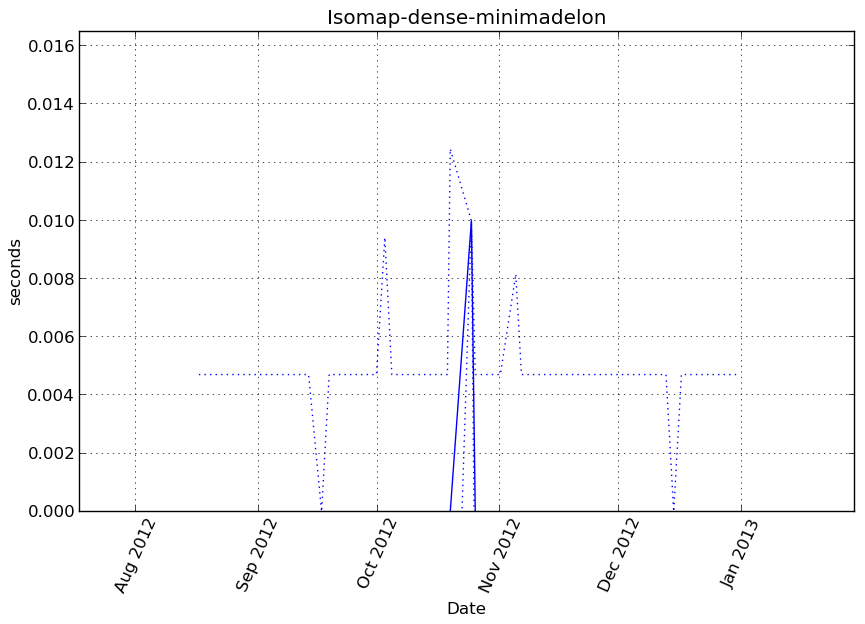 Isomap-dense-minimadelon
0.016
0.014
0.012
0.010
0.008
0.006
0.004
0.002
0.000
seconds
Aug 2012
Sep 2012
Oct 2012
Nov 2012
Dec 2012
Jan 2013
Date